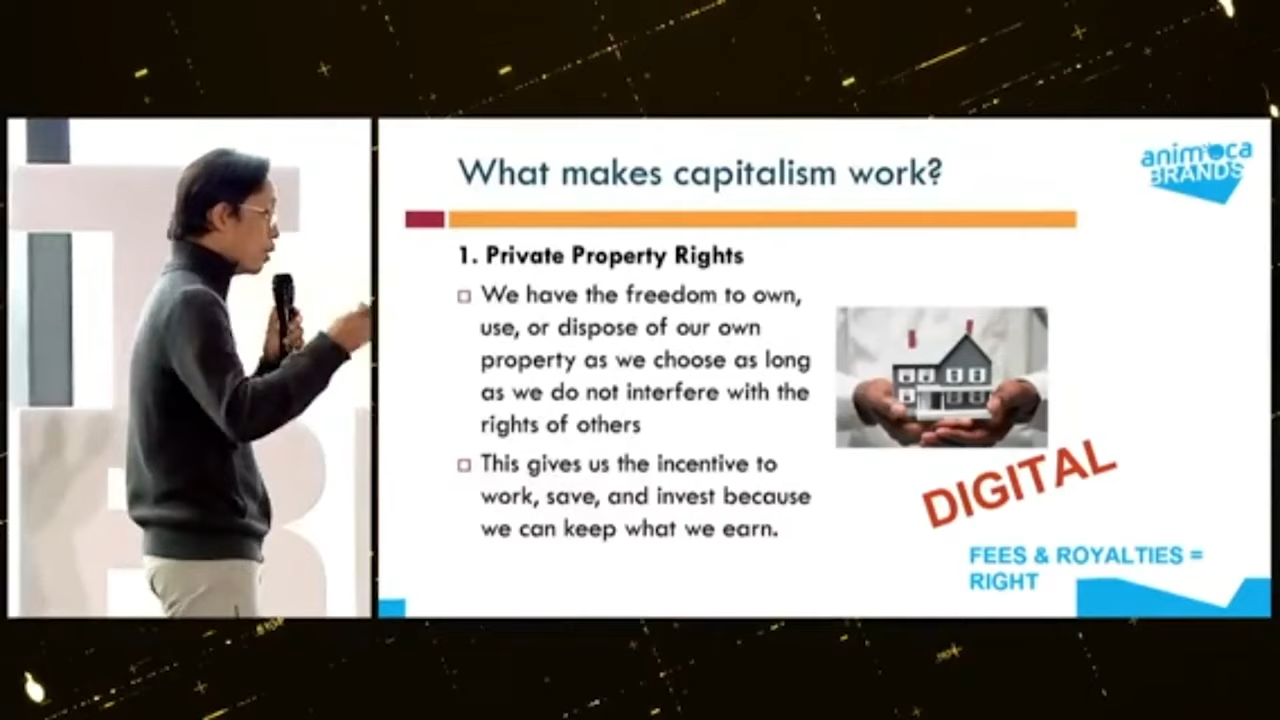 What makes capitalism work?
animoca
BRANDS
1. Private Property Rights
We have the freedom to own,
use, or dispose of our own
property as we choose as long
as we do not interfere with the
rights of others
This gives us the incentive to
work, save, and invest because
we can keep what we earn.
DIGITAL
FEES & ROYALTIES =
RIGHT